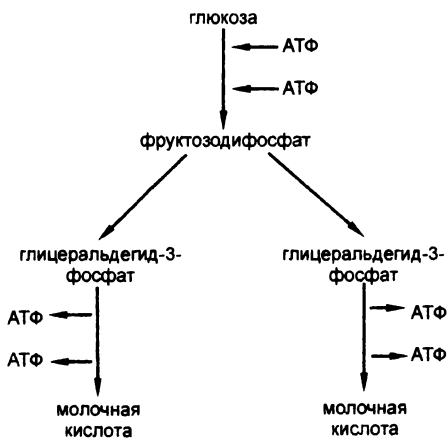 глюкоза
АТФ
АТФ
фруктозодифосфат
глицеральдегид-3-
фосфат
глицеральдегид-3-
фосфат
АТФ
АТФ
АТФ
АТФ
молочная
кислота
молочная
кислота